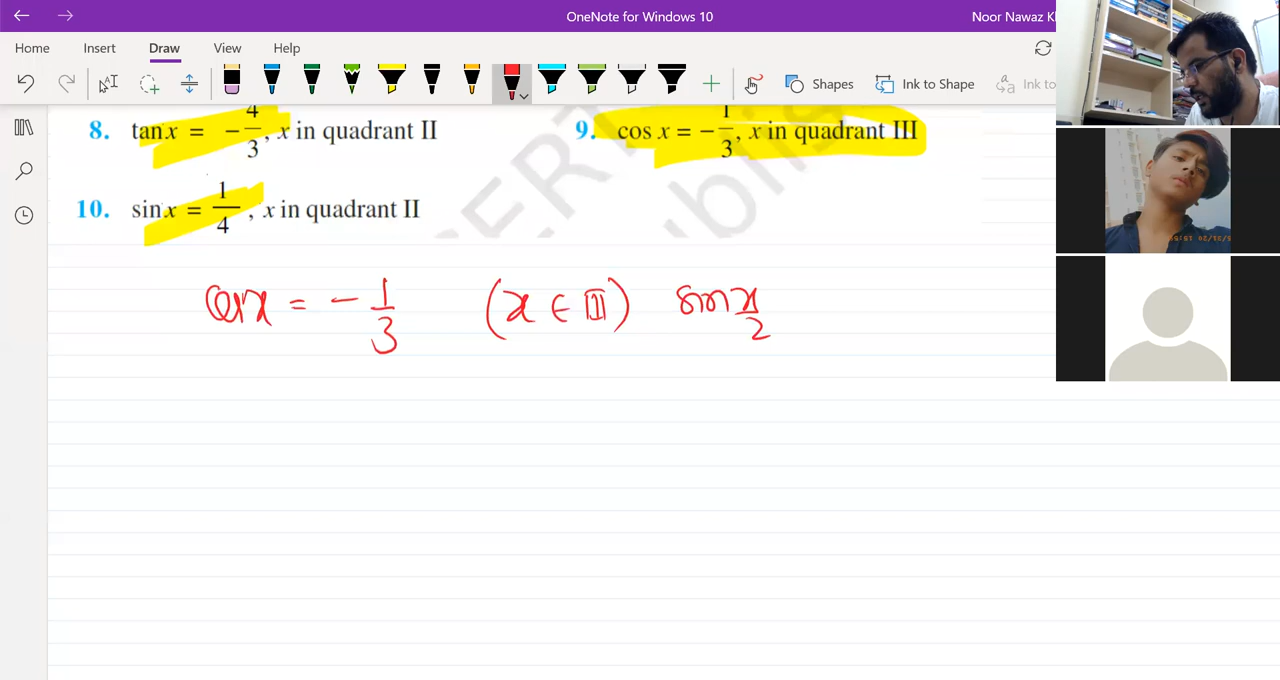 OneNote for Windows 10
Noor Nawaz Kh
Home Insert Draw View Help
Shapes Ink to Shape Ink to
8. tan x = −4/3, x in quadrant II
9. cos x = −1/3, x in quadrant III
10. sin x = 1/4, x in quadrant II
cos x = −1/3 (x ∈ III) sin x/2